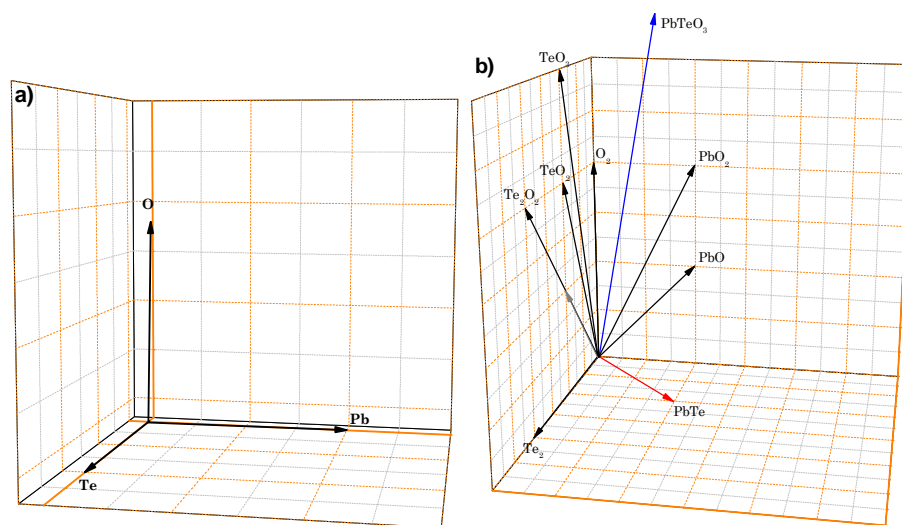 a)
O
Pb
Te
b)
PbTeO₃
TeO₃
O₂
PbO₂
TeO₂
Te₂O₂
PbO
PbTe
Te₂